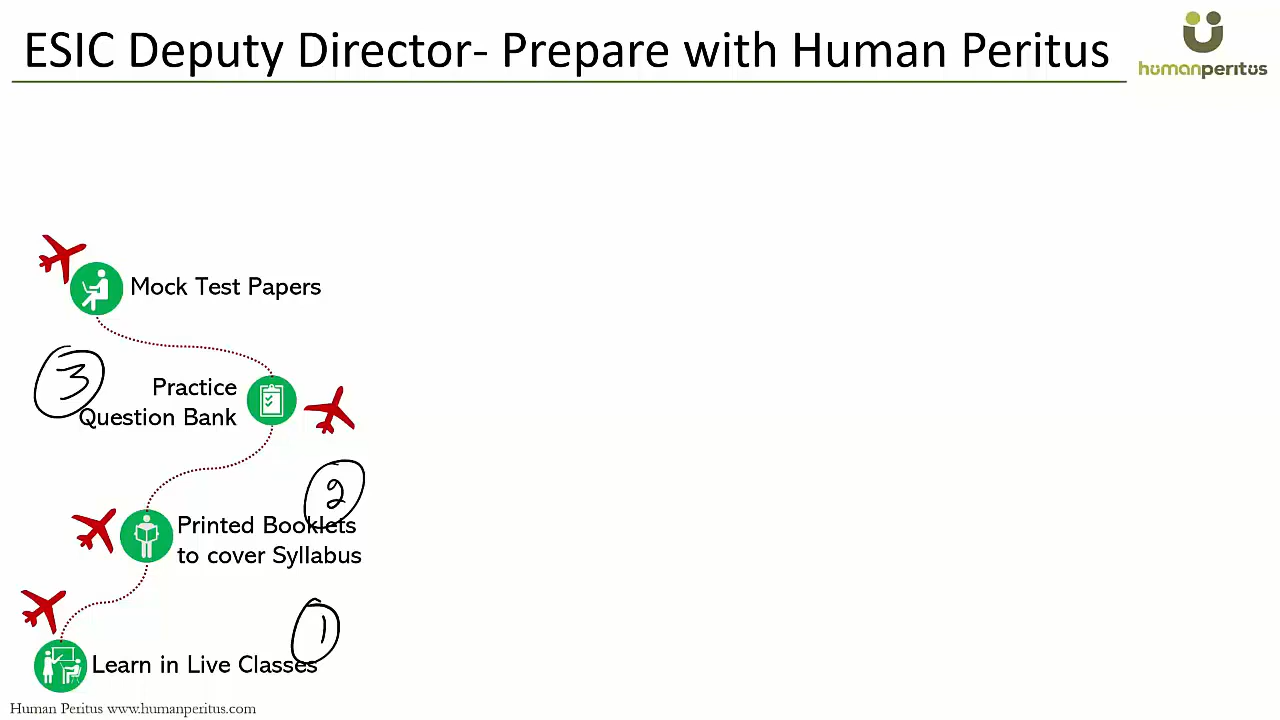 ESIC Deputy Director- Prepare with Human Peritus
humanperitus
Mock Test Papers
3
Practice
Question Bank
2
Printed Booklets
to cover Syllabus
1
Learn in Live Classes
Human Peritus www.humanperitus.com